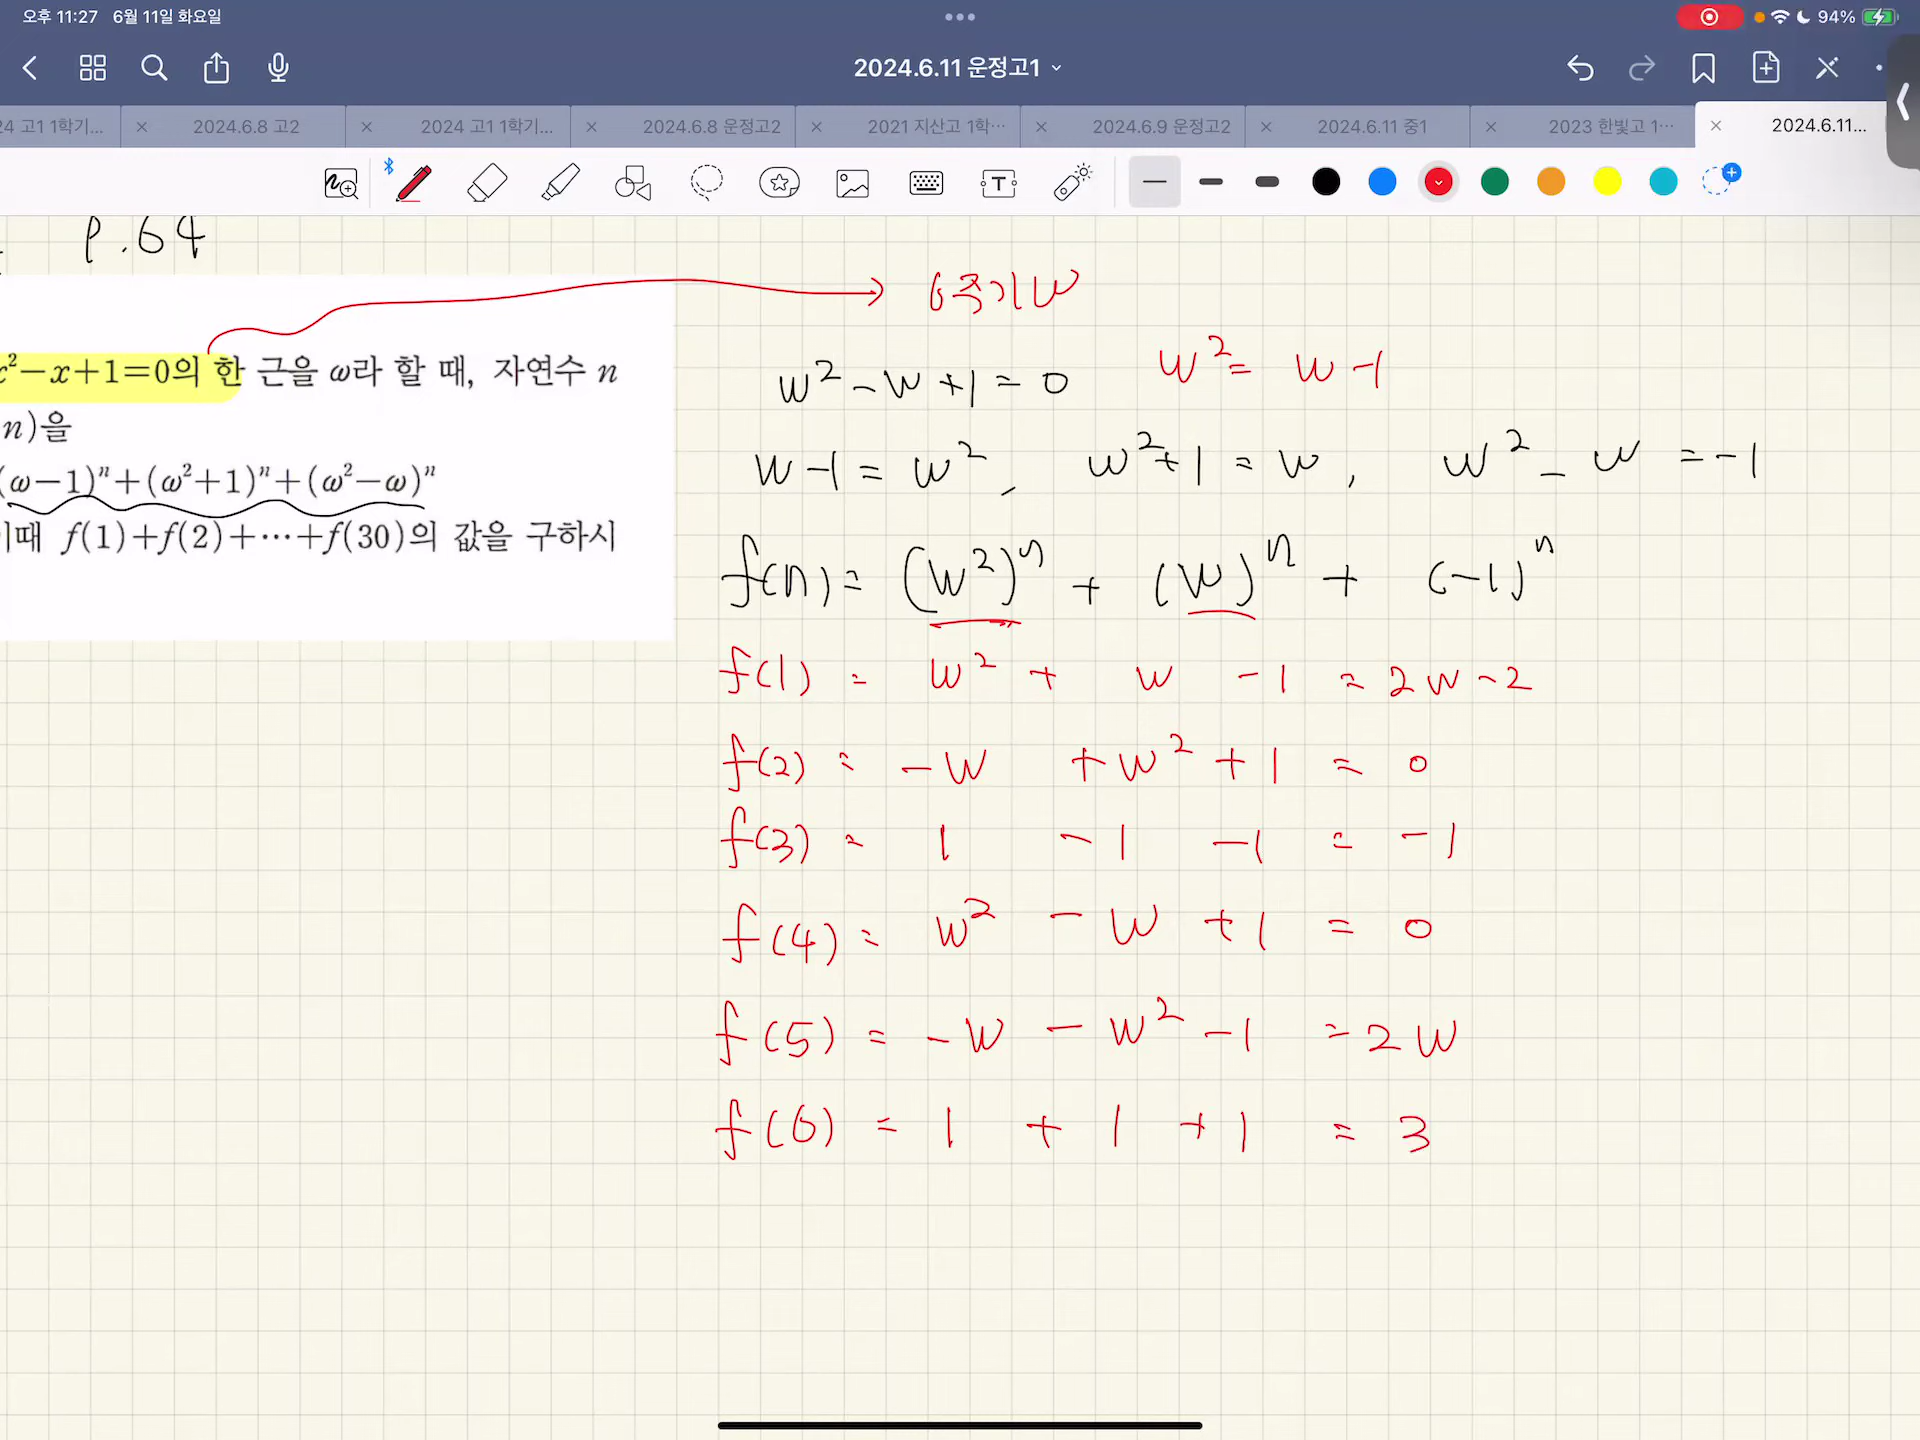 오후 11:27 6월 11일 화요일
94%
2024.6.11 운정고1
24 고1 1학기...
2024.6.8 고2
2024 고1 1학기...
2024.6.8 운정고2
2021 지산고 1학...
2024.6.9 운정고2
2024.6.11 중1
2023 한빛고 1...
2024.6.11...
P.64
6주기 w
x²-x+1=0의 한 근을 ω라 할 때, 자연수 n
n)을
(ω-1)ⁿ+(ω²+1)ⁿ+(ω²-ω)ⁿ
이때 f(1)+f(2)+⋯+f(30)의 값을 구하시
w²-w+1=0 w²= w-1
w-1=w², w²+1=w, w²-w=-1
f(n)= (w²)ⁿ + (w)ⁿ + (-1)ⁿ
f(1) = w² + w -1 = 2w-2
f(2) = -w +w² +1 = 0
f(3) = 1 -1 -1 = -1
f(4) = w² -w +1 = 0
f(5) = -w -w² -1 = 2w
f(6) = 1 + 1 +1 = 3